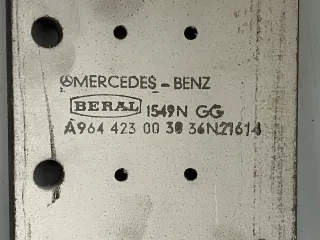 MERCEDES - BENZ
BERAL 1549N GG
A964 423 00 30 36N21614